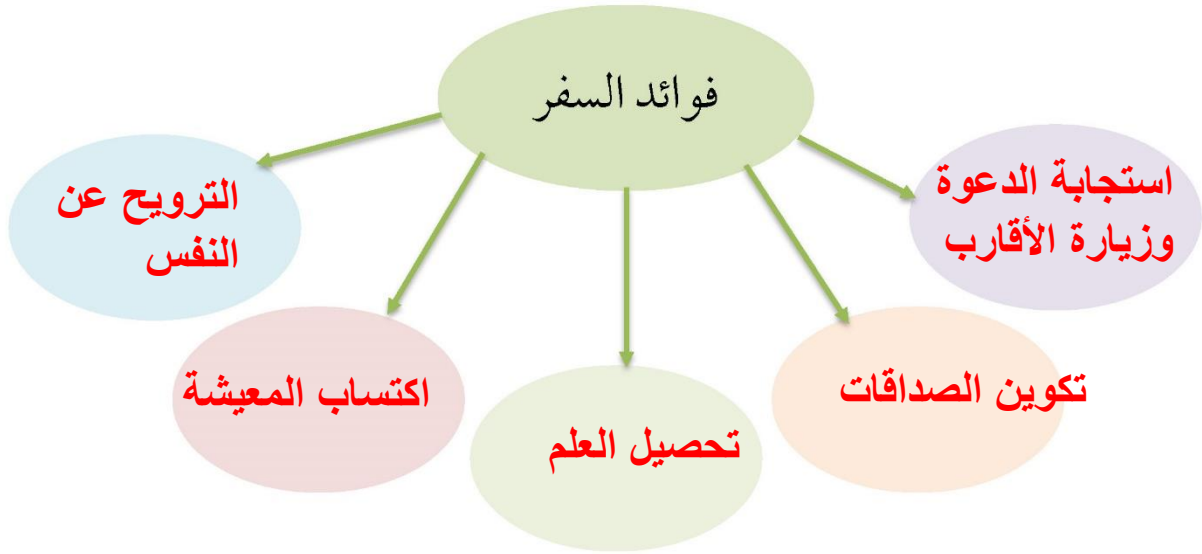 فوائد السفر
استجابة الدعوة
وزيارة الأقارب
تكوين الصداقات
تحصيل العلم
اكتساب المعيشة
الترويح عن
النفس